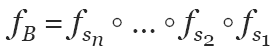 f_B = f_{s_n} ∘ ... ∘ f_{s_2} ∘ f_{s_1}